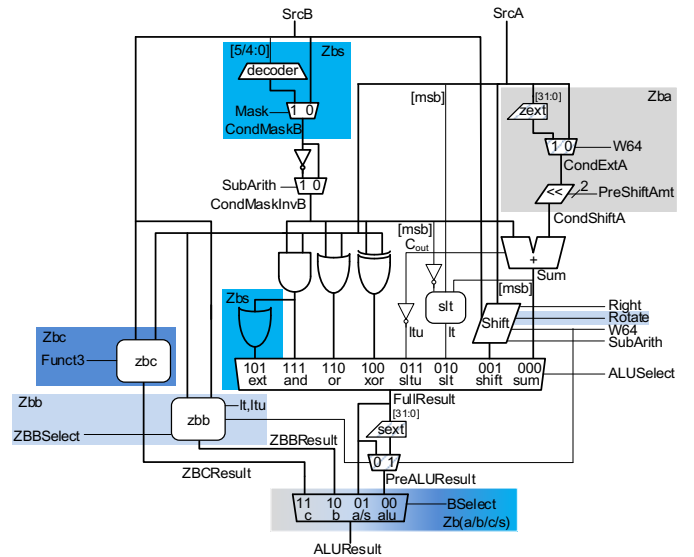 SrcB
SrcA
[5/4:0]
Zbs
decoder
[msb]
[31:0]
Zba
zext
Mask
1 0
CondMaskB
1 0
W64
CondExtA
SubArith
1 0
CondMaskInvB
<<
2
PreShiftAmt
CondShiftA
[msb]
Cout
+
Sum
[msb]
Zbs
slt
ltu
lt
Shift
Right
Rotate
W64
SubArith
Zbc
Funct3
zbc
101 111 110 100 011 010 001 000
ext and or xor sltu slt shift sum
ALUSelect
FullResult
Zbb
lt,ltu
zbb
[31:0]
sext
ZBBSelect
ZBBResult
0 1
ZBCResult
PreALUResult
11 10 01 00
c b a/s alu
BSelect
Zb(a/b/c/s)
ALUResult